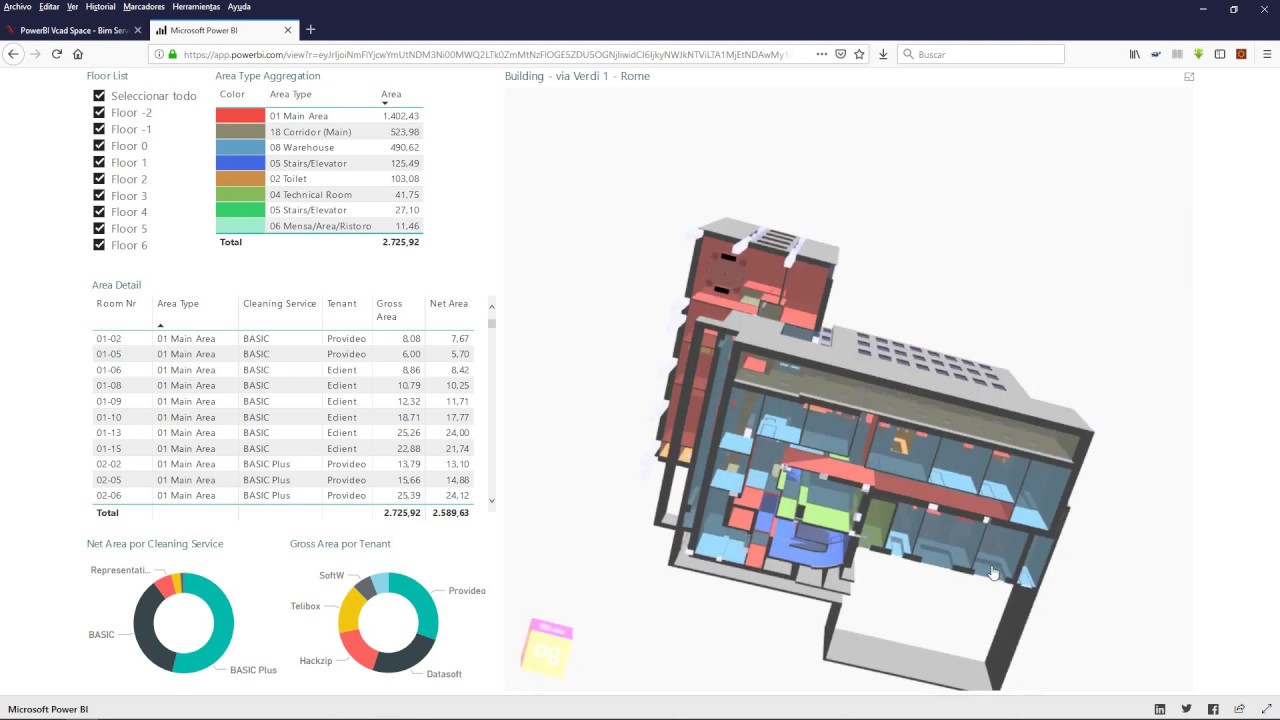 Archivo Editar Ver Historial Marcadores Herramientas Ayuda
PowerBI Vcad Space - Bim Serv
Microsoft Power BI
Buscar
Floor List
Seleccionar todo
Floor -2
Floor -1
Floor 0
Floor 1
Floor 2
Floor 3
Floor 4
Floor 5
Floor 6
Area Type Aggregation
Color Area Type Area
01 Main Area 1.402,43
18 Corridor (Main) 523,98
08 Warehouse 490,62
05 Stairs/Elevator 125,49
02 Toilet 103,08
04 Technical Room 41,75
05 Stairs/Elevator 27,10
06 Mensa/Area/Ristoro 11,46
Total 2.725,92
Building - via Verdi 1 - Rome
Area Detail
Room Nr Area Type Cleaning Service Tenant Gross Area Net Area
01-02 01 Main Area BASIC Provideo 8,08 7,67
01-05 01 Main Area BASIC Provideo 6,00 5,70
01-06 01 Main Area BASIC Edient 8,86 8,42
01-08 01 Main Area BASIC Edient 10,79 10,25
01-09 01 Main Area BASIC Edient 12,32 11,71
01-10 01 Main Area BASIC Edient 18,71 17,77
01-13 01 Main Area BASIC Edient 25,26 24,00
01-15 01 Main Area BASIC Edient 22,88 21,74
02-02 01 Main Area BASIC Plus Provideo 13,79 13,10
02-05 01 Main Area BASIC Plus Provideo 15,66 14,88
02-06 01 Main Area BASIC Plus Provideo 25,39 24,12
Total 2.725,92 2.589,63
Net Area por Cleaning Service
Representati...
BASIC
BASIC Plus
Gross Area por Tenant
SoftW
Provideo
Telibox
Hackzip
Datasoft
Microsoft Power BI